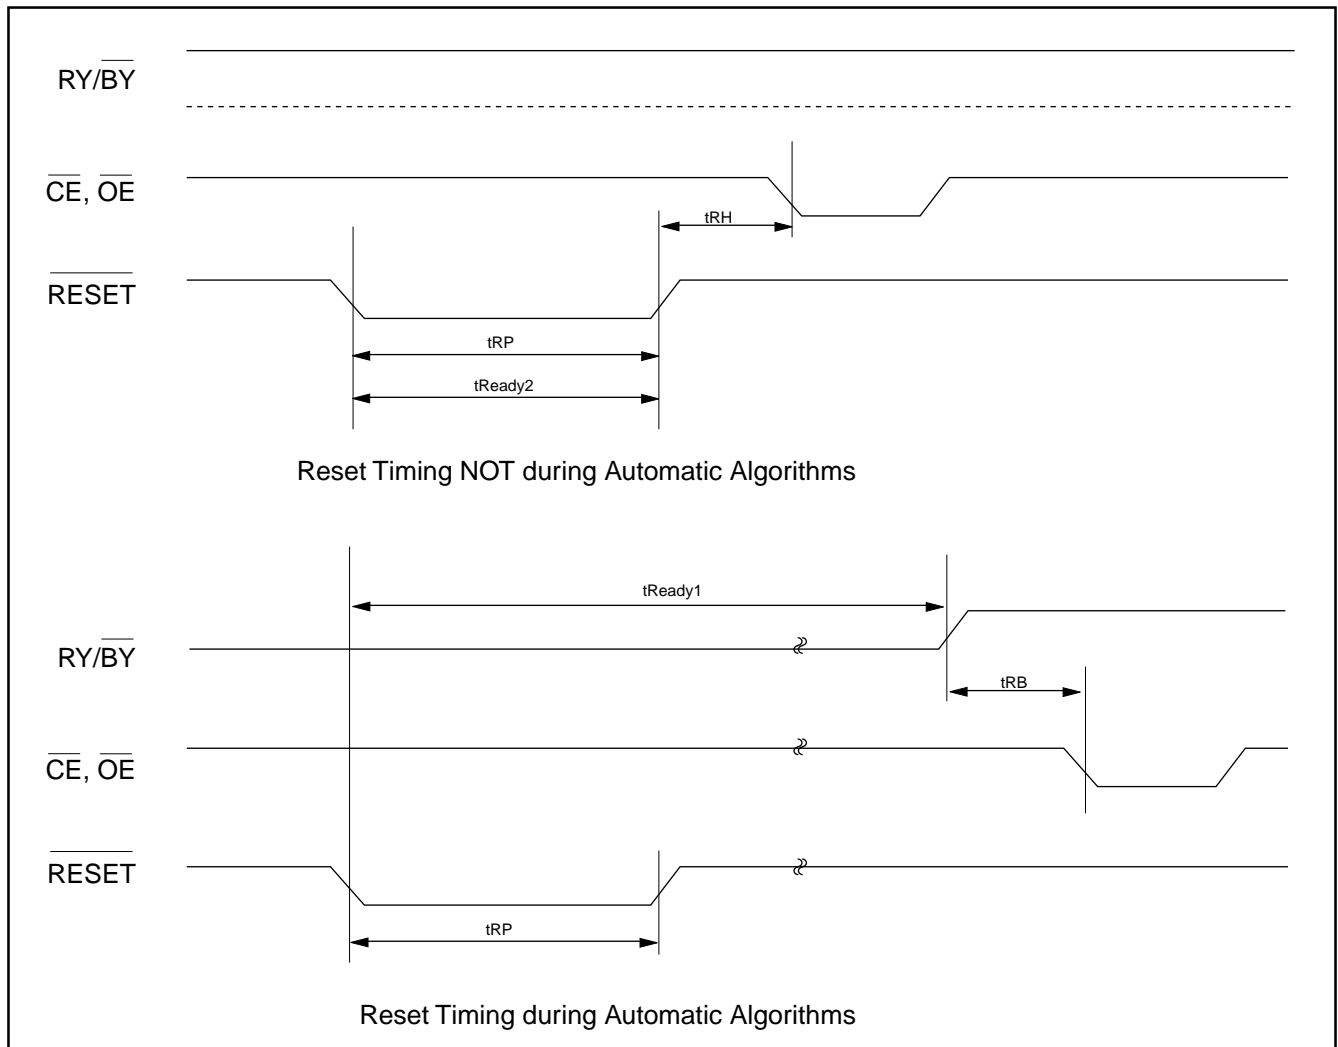 RY/BY
CE, OE
tRH
RESET
tRP
tReady2
Reset Timing NOT during Automatic Algorithms
tReady1
RY/BY
tRB
CE, OE
RESET
tRP
Reset Timing during Automatic Algorithms